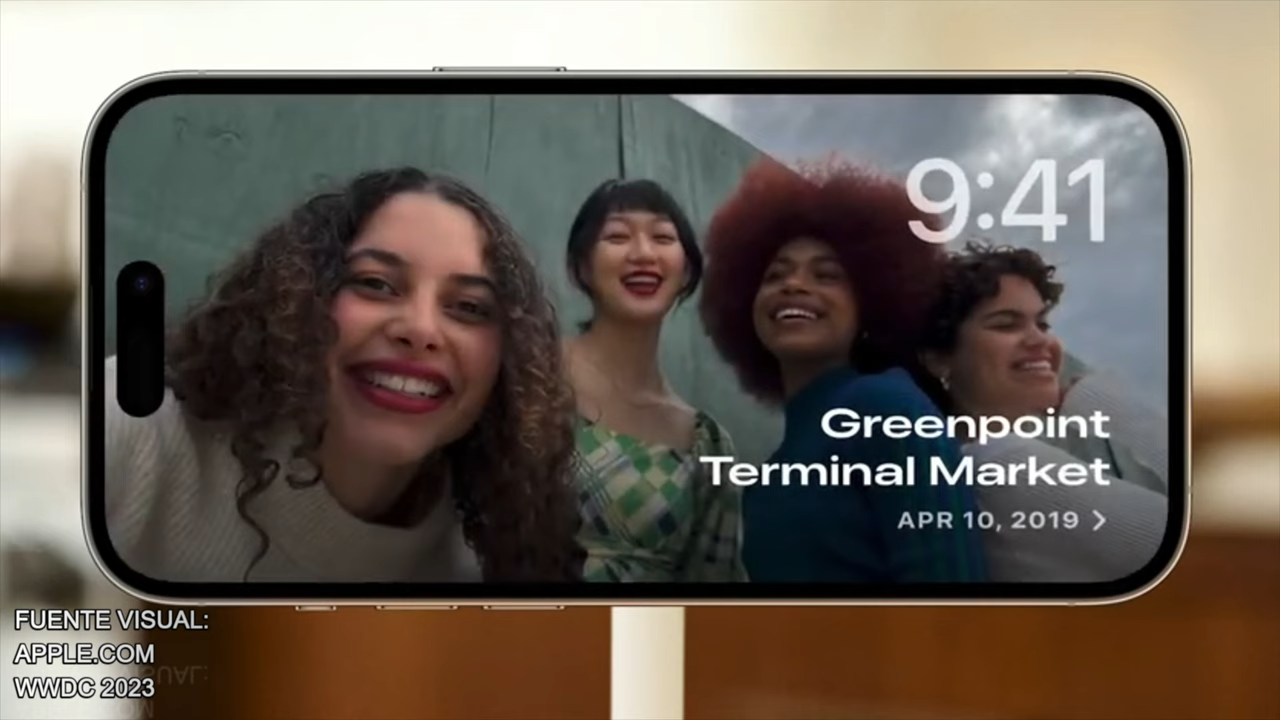 9:41
Greenpoint
Terminal Market
APR 10, 2019 >
FUENTE VISUAL:
APPLE.COM
WWDC 2023